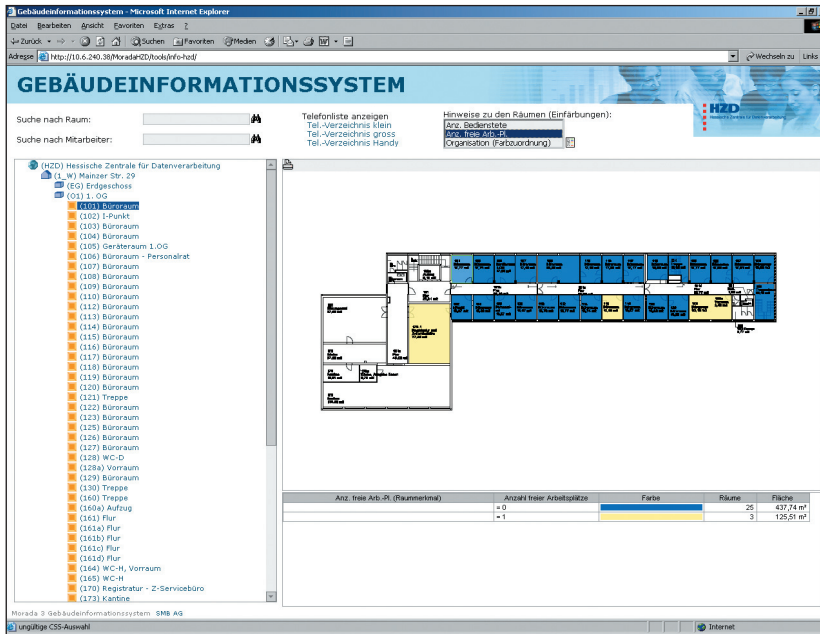 Gebäudeinformationssystem - Microsoft Internet Explorer
Datei Bearbeiten Ansicht Favoriten Extras ?
Zurück Suchen Favoriten Medien
Adresse http://10.6.240.38/MoradaHZD/tools/info-hzd/ Wechseln zu Links
GEBÄUDEINFORMATIONSSYSTEM
HZD
Hessische Zentrale für Datenverarbeitung
Suche nach Raum:
Suche nach Mitarbeiter:
Telefonliste anzeigen
Tel.-Verzeichnis klein
Tel.-Verzeichnis gross
Tel.-Verzeichnis Handy
Hinweise zu den Räumen (Einfärbungen):
Anz. Bedienstete
Anz. freie Arb.-Pl.
Organisation (Farbzuordnung)
(HZD) Hessische Zentrale für Datenverarbeitung
(1_W) Mainzer Str. 29
(EG) Erdgeschoss
(O1) 1. OG
(101) Büroraum
(102) I-Punkt
(103) Büroraum
(104) Büroraum
(105) Geräteraum 1.OG
(106) Büroraum - Personalrat
(107) Büroraum
(108) Büroraum
(109) Büroraum
(110) Büroraum
(112) Büroraum
(113) Büroraum
(114) Büroraum
(115) Büroraum
(116) Büroraum
(117) Büroraum
(118) Büroraum
(119) Büroraum
(120) Büroraum
(121) Treppe
(122) Büroraum
(123) Büroraum
(125) Büroraum
(126) Büroraum
(127) Büroraum
(128) WC-D
(128a) Vorraum
(129) Büroraum
(130) Treppe
(160) Treppe
(160a) Aufzug
(161) Flur
(161a) Flur
(161b) Flur
(161c) Flur
(161d) Flur
(164) WC-H, Vorraum
(165) WC-H
(170) Registratur - Z-Servicebüro
(173) Kantine
Anz. freie Arb.-Pl. (Raummerkmal) Anzahl freier Arbeitsplätze Farbe Räume Fläche
= 0 25 437,74 m²
= 1 3 125,51 m²
Morada 3 Gebäudeinformationssystem SMB AG
ungültige CSS-Auswahl Internet